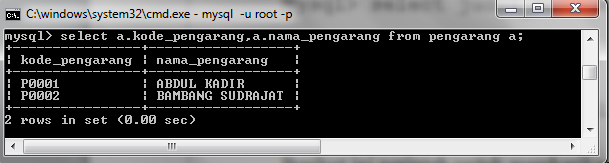 C:\windows\system32\cmd.exe - mysql -u root -p
mysql> select a.kode_pengarang,a.nama_pengarang from pengarang a;
+----------------+------------------+
| kode_pengarang | nama_pengarang   |
+----------------+------------------+
| P0001          | ABDUL KADIR      |
| P0002          | BAMBANG SUDRAJAT |
+----------------+------------------+
2 rows in set (0.00 sec)